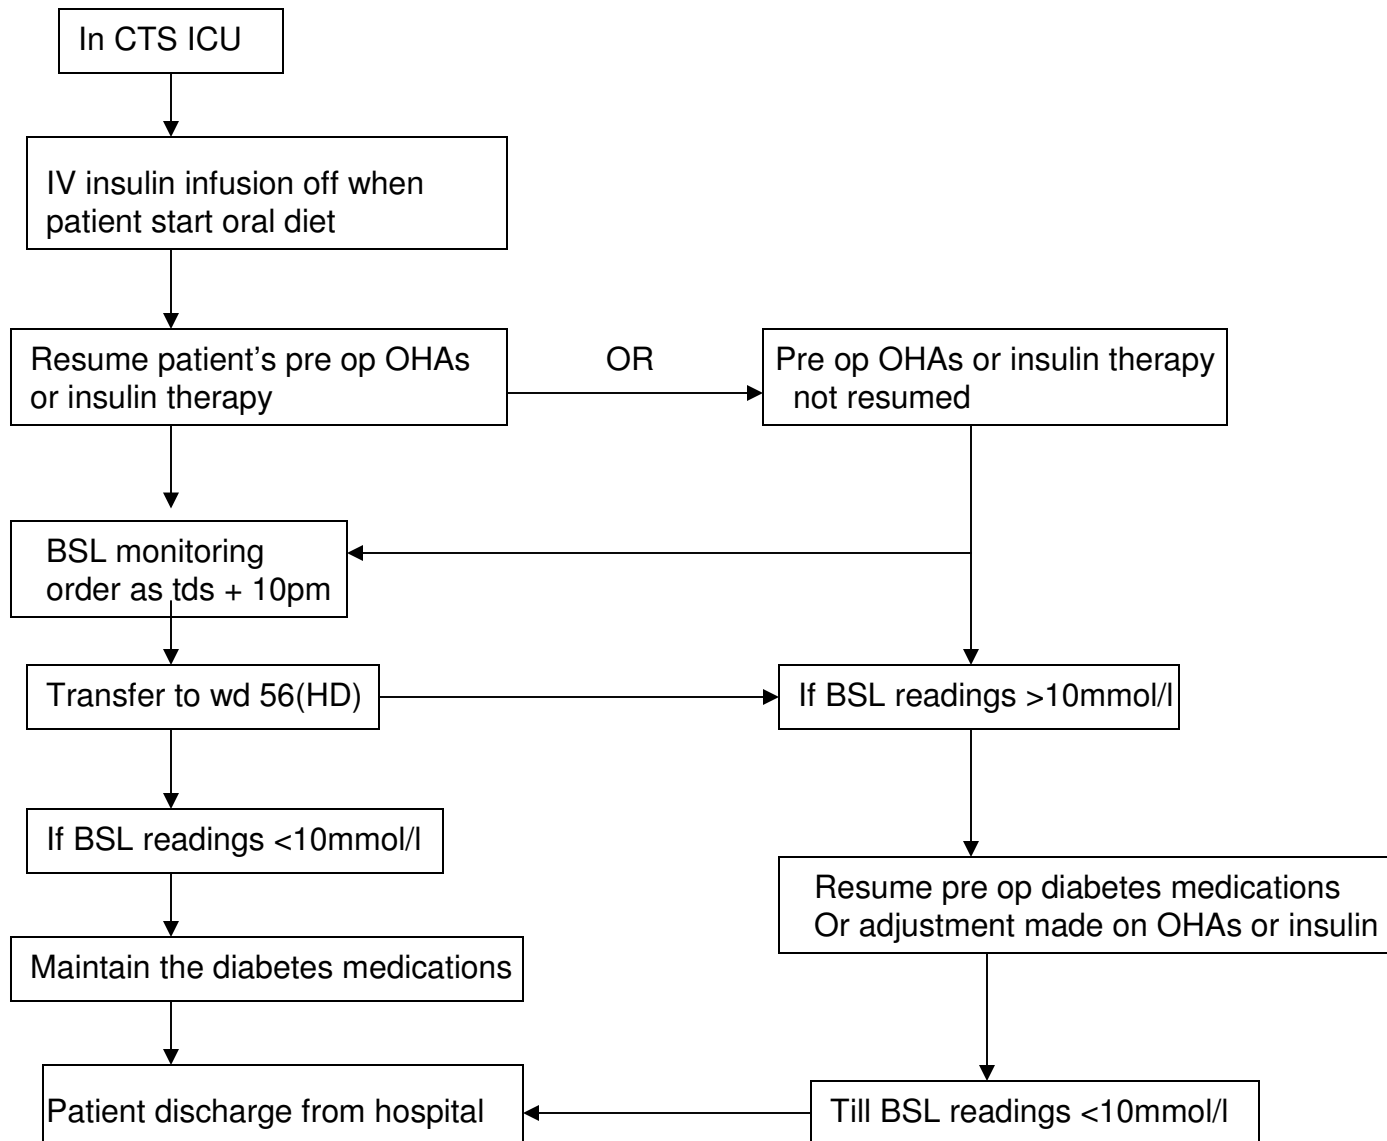 In CTS ICU
IV insulin infusion off when
patient start oral diet
Resume patient's pre op OHAs
or insulin therapy
OR
Pre op OHAs or insulin therapy
not resumed
BSL monitoring
order as tds + 10pm
Transfer to wd 56(HD)
If BSL readings >10mmol/l
If BSL readings <10mmol/l
Resume pre op diabetes medications
Or adjustment made on OHAs or insulin
Maintain the diabetes medications
Patient discharge from hospital
Till BSL readings <10mmol/l